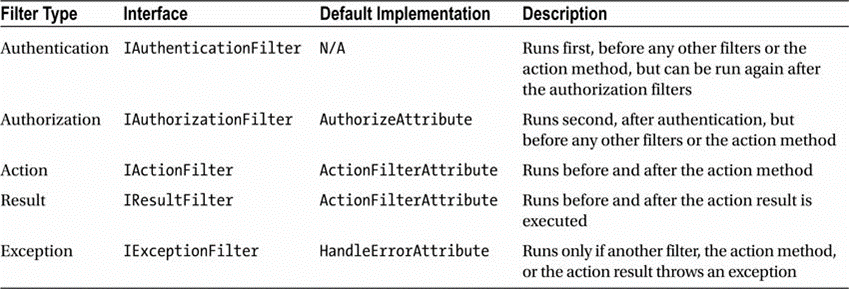 Filter Type Interface Default Implementation Description
Authentication IAuthenticationFilter N/A Runs first, before any other filters or the
action method, but can be run again after
the authorization filters
Authorization IAuthorizationFilter AuthorizeAttribute Runs second, after authentication, but
before any other filters or the action method
Action IActionFilter ActionFilterAttribute Runs before and after the action method
Result IResultFilter ActionFilterAttribute Runs before and after the action result is
executed
Exception IExceptionFilter HandleErrorAttribute Runs only if another filter, the action method,
or the action result throws an exception